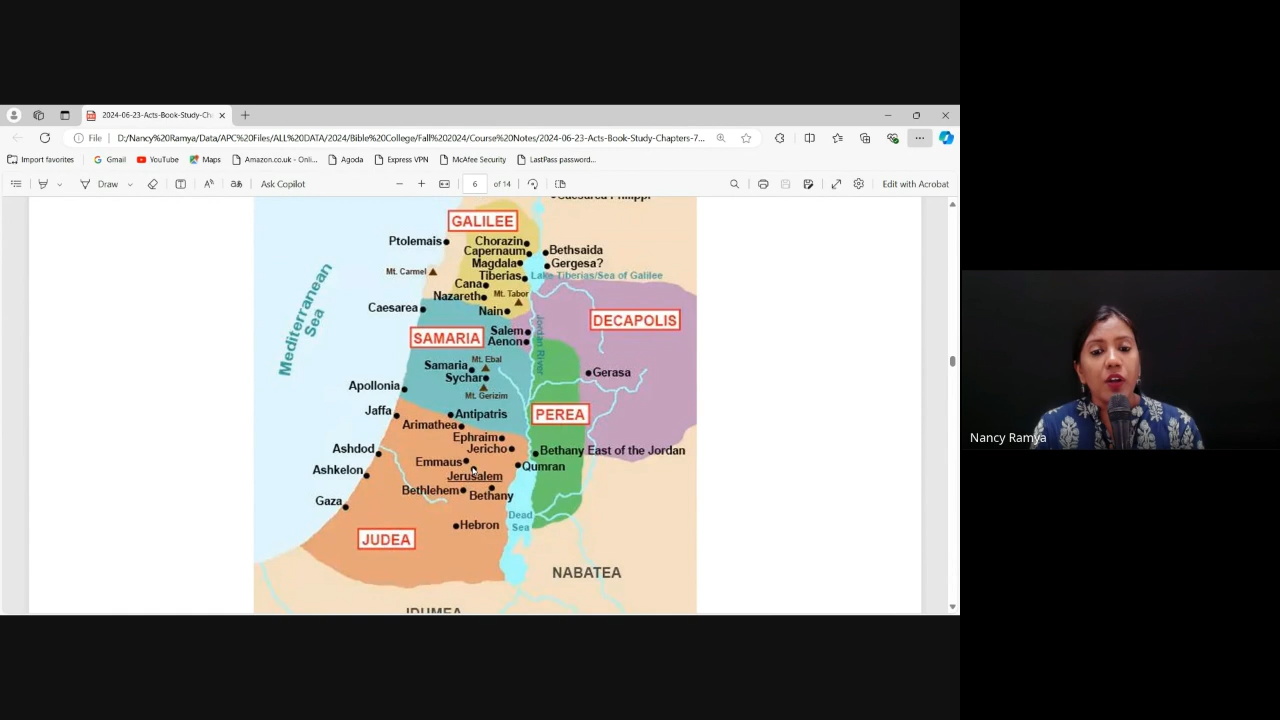 2024-06-23-Acts-Book-Study-Ch
File
D:/Nancy%20Ramya/Data/APC%20Files/ALL%20DATA/2024/Bible%20College/Fall%202024/Course%20Notes/2024-06-23-Acts-Book-Study-Chapters-7...
Import favorites
Gmail
YouTube
Maps
Amazon.co.uk - Onli...
Agoda
Express VPN
McAfee Security
LastPass password...
Draw
Ask Copilot
6 of 14
Edit with Acrobat
Caesarea Philippi
GALILEE
Ptolemais
Chorazin
Capernaum
Bethsaida
Magdala
Gergesa?
Mt. Carmel
Tiberias
Lake Tiberias/Sea of Galilee
Cana
Nazareth
Mt. Tabor
Mediterranean
Sea
Caesarea
Nain
DECAPOLIS
SAMARIA
Salem
Aenon
Jordan River
Samaria
Mt. Ebal
Sychar
Gerasa
Apollonia
Mt. Gerizim
Jaffa
Antipatris
PEREA
Arimathea
Ephraim
Jericho
Ashdod
Bethany East of the Jordan
Emmaus
Qumran
Ashkelon
Jerusalem
Bethlehem
Bethany
Gaza
Dead
Sea
Hebron
JUDEA
NABATEA
IDUMEA
Nancy Ramya